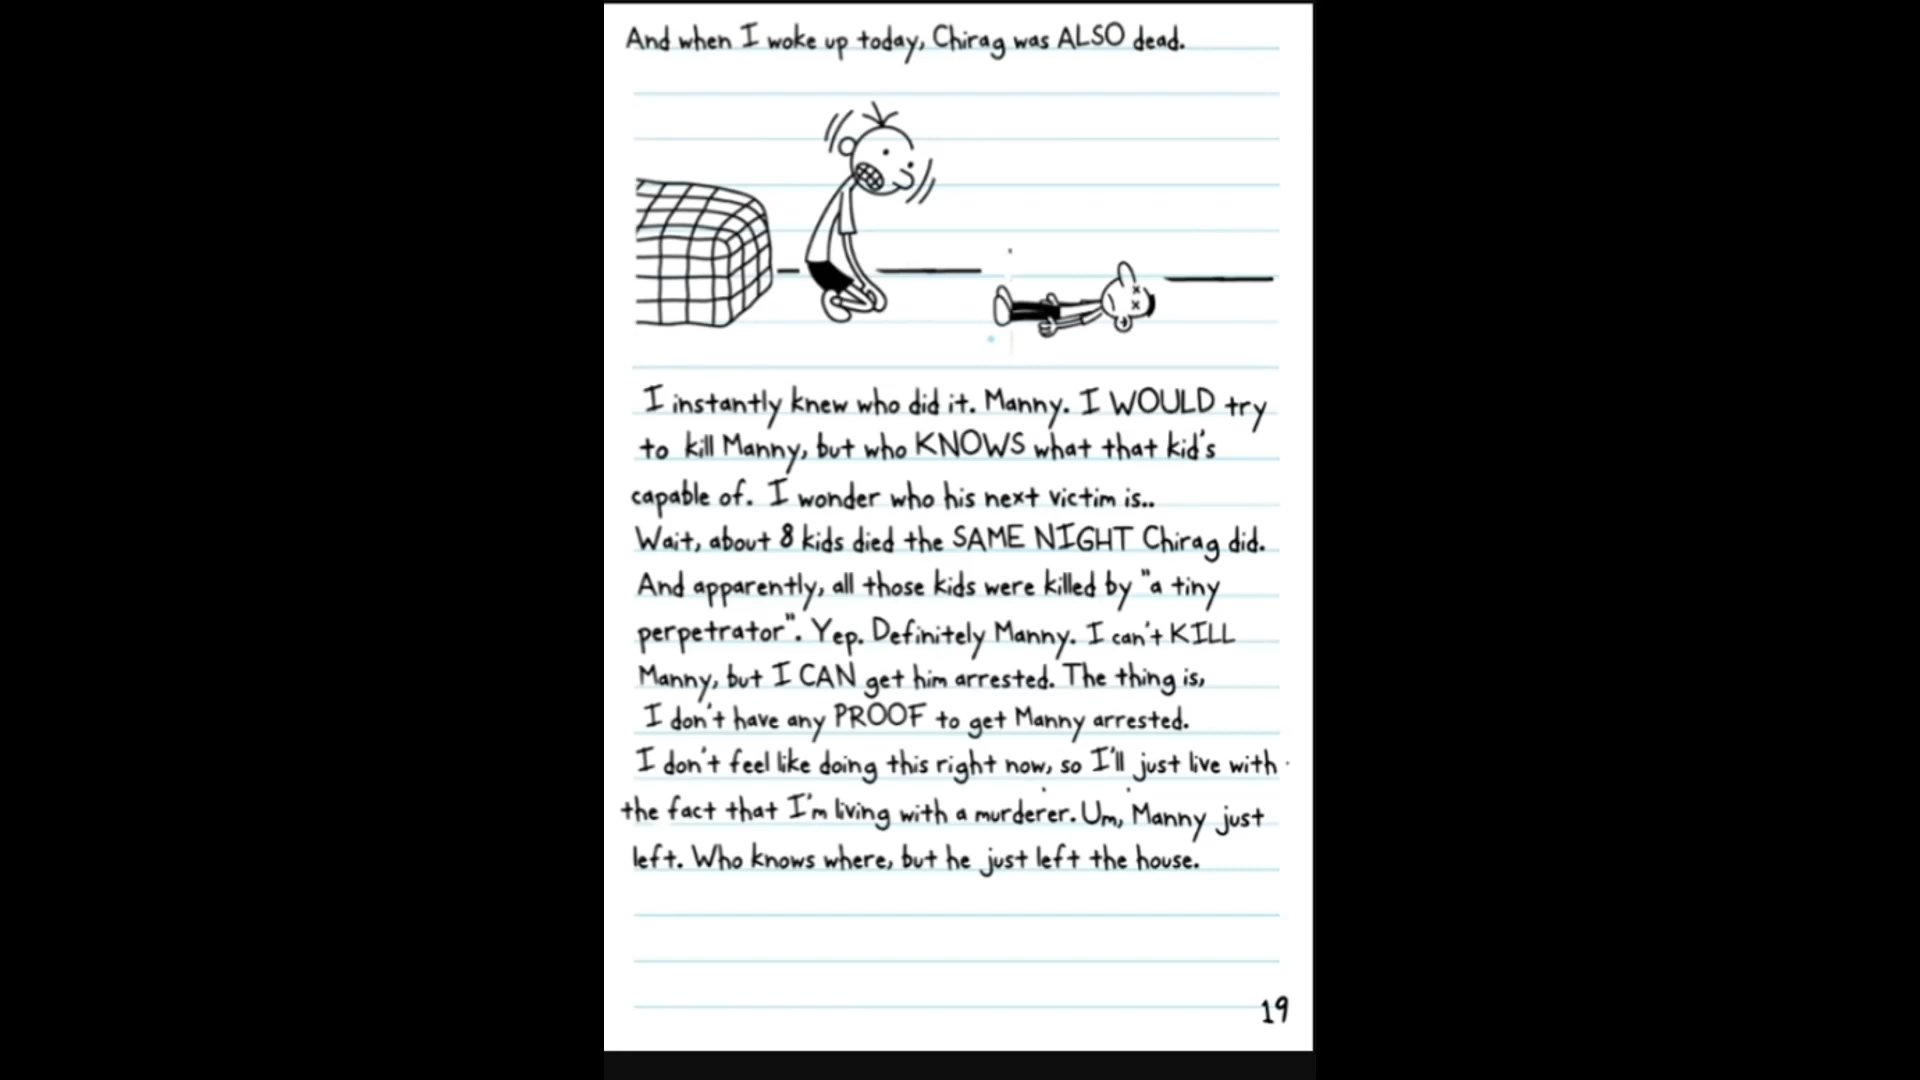 And when I woke up today, Chirag was ALSO dead.
I instantly knew who did it. Manny. I WOULD try
to kill Manny, but who KNOWS what that kid's
capable of. I wonder who his next victim is..
Wait, about 8 kids died the SAME NIGHT Chirag did.
And apparently, all those kids were killed by "a tiny
perpetrator". Yep. Definitely Manny. I can't KILL
Manny, but I CAN get him arrested. The thing is,
I don't have any PROOF to get Manny arrested.
I don't feel like doing this right now, so I'll just live with
the fact that I'm living with a murderer. Um, Manny just
left. Who knows where, but he just left the house.
19